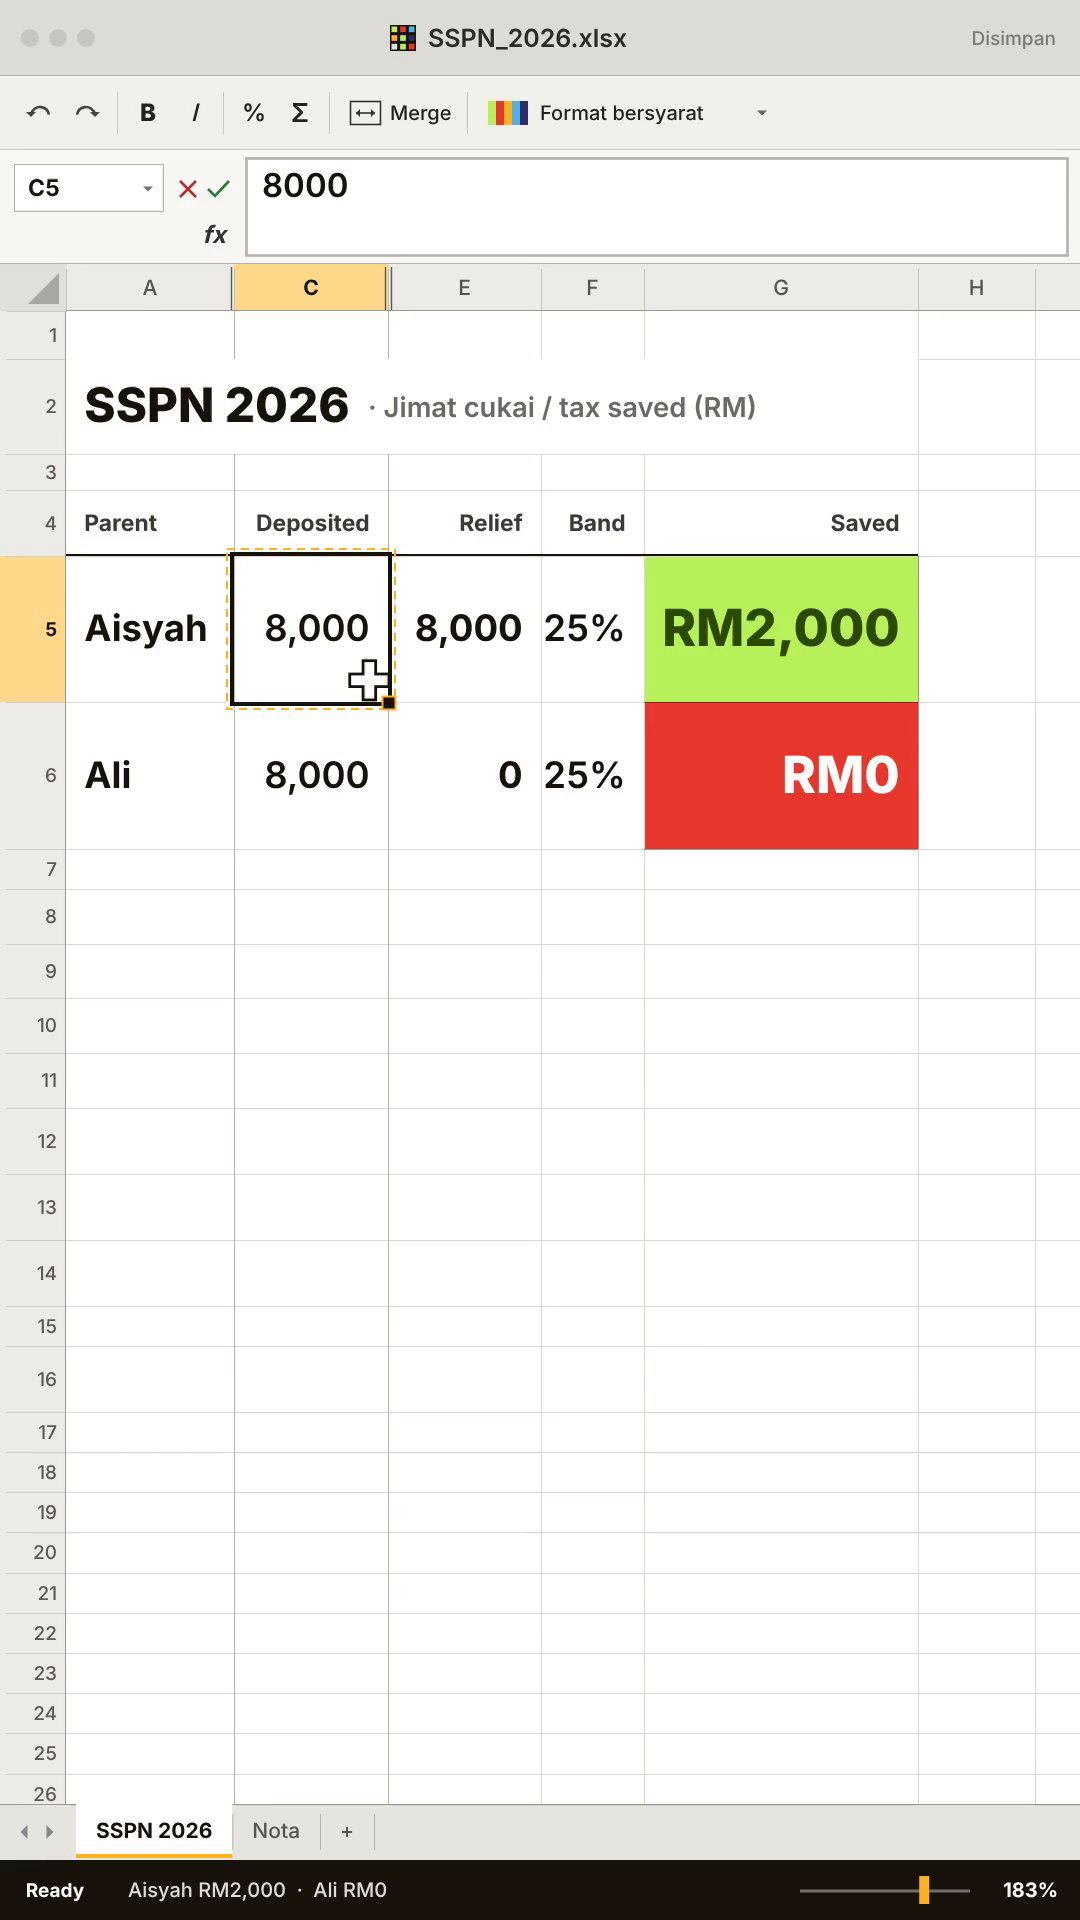 SSPN_2026.xlsx
Disimpan
B I % Σ Merge Format bersyarat
C5
8000
fx
A C E F G H
1
2 SSPN 2026 · Jimat cukai / tax saved (RM)
3
4 Parent Deposited Relief Band Saved
5 Aisyah 8,000 8,000 25% RM2,000
6 Ali 8,000 0 25% RM0
7
8
9
10
11
12
13
14
15
16
17
18
19
20
21
22
23
24
25
26
SSPN 2026 Nota +
Ready Aisyah RM2,000 · Ali RM0 183%